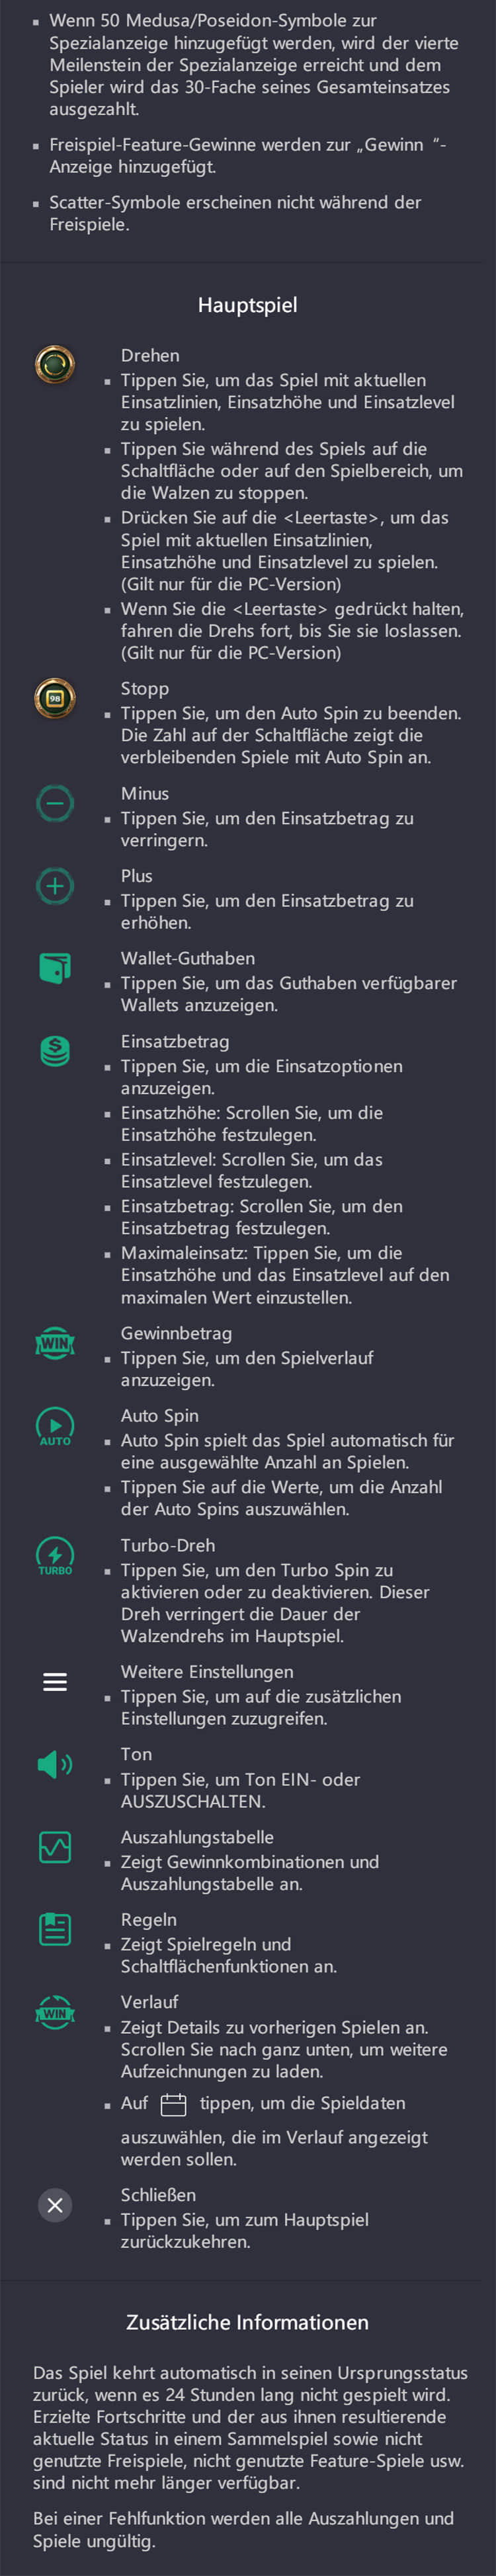 ▪ Wenn 50 Medusa/Poseidon-Symbole zur
Spezialanzeige hinzugefügt werden, wird der vierte
Meilenstein der Spezialanzeige erreicht und dem
Spieler wird das 30-Fache seines Gesamteinsatzes
ausgezahlt.
▪ Freispiel-Feature-Gewinne werden zur „Gewinn “-
Anzeige hinzugefügt.
▪ Scatter-Symbole erscheinen nicht während der
Freispiele.
Hauptspiel
Drehen
▪ Tippen Sie, um das Spiel mit aktuellen
Einsatzlinien, Einsatzhöhe und Einsatzlevel
zu spielen.
▪ Tippen Sie während des Spiels auf die
Schaltfläche oder auf den Spielbereich, um
die Walzen zu stoppen.
▪ Drücken Sie auf die <Leertaste>, um das
Spiel mit aktuellen Einsatzlinien,
Einsatzhöhe und Einsatzlevel zu spielen.
(Gilt nur für die PC-Version)
▪ Wenn Sie die <Leertaste> gedrückt halten,
fahren die Drehs fort, bis Sie sie loslassen.
(Gilt nur für die PC-Version)
98
Stopp
▪ Tippen Sie, um den Auto Spin zu beenden.
Die Zahl auf der Schaltfläche zeigt die
verbleibenden Spiele mit Auto Spin an.
Minus
▪ Tippen Sie, um den Einsatzbetrag zu
verringern.
Plus
▪ Tippen Sie, um den Einsatzbetrag zu
erhöhen.
Wallet-Guthaben
▪ Tippen Sie, um das Guthaben verfügbarer
Wallets anzuzeigen.
$
Einsatzbetrag
▪ Tippen Sie, um die Einsatzoptionen
anzuzeigen.
▪ Einsatzhöhe: Scrollen Sie, um die
Einsatzhöhe festzulegen.
▪ Einsatzlevel: Scrollen Sie, um das
Einsatzlevel festzulegen.
▪ Einsatzbetrag: Scrollen Sie, um den
Einsatzbetrag festzulegen.
▪ Maximaleinsatz: Tippen Sie, um die
Einsatzhöhe und das Einsatzlevel auf den
maximalen Wert einzustellen.
WIN
Gewinnbetrag
▪ Tippen Sie, um den Spielverlauf
anzuzeigen.
AUTO
Auto Spin
▪ Auto Spin spielt das Spiel automatisch für
eine ausgewählte Anzahl an Spielen.
▪ Tippen Sie auf die Werte, um die Anzahl
der Auto Spins auszuwählen.
TURBO
Turbo-Dreh
▪ Tippen Sie, um den Turbo Spin zu
aktivieren oder zu deaktivieren. Dieser
Dreh verringert die Dauer der
Walzendrehs im Hauptspiel.
Weitere Einstellungen
▪ Tippen Sie, um auf die zusätzlichen
Einstellungen zuzugreifen.
Ton
▪ Tippen Sie, um Ton EIN- oder
AUSZUSCHALTEN.
Auszahlungstabelle
▪ Zeigt Gewinnkombinationen und
Auszahlungstabelle an.
Regeln
▪ Zeigt Spielregeln und
Schaltflächenfunktionen an.
WIN
Verlauf
▪ Zeigt Details zu vorherigen Spielen an.
Scrollen Sie nach ganz unten, um weitere
Aufzeichnungen zu laden.
▪ Auf tippen, um die Spieldaten
auszuwählen, die im Verlauf angezeigt
werden sollen.
Schließen
▪ Tippen Sie, um zum Hauptspiel
zurückzukehren.
Zusätzliche Informationen
Das Spiel kehrt automatisch in seinen Ursprungsstatus
zurück, wenn es 24 Stunden lang nicht gespielt wird.
Erzielte Fortschritte und der aus ihnen resultierende
aktuelle Status in einem Sammelspiel sowie nicht
genutzte Freispiele, nicht genutzte Feature-Spiele usw.
sind nicht mehr länger verfügbar.
Bei einer Fehlfunktion werden alle Auszahlungen und
Spiele ungültig.